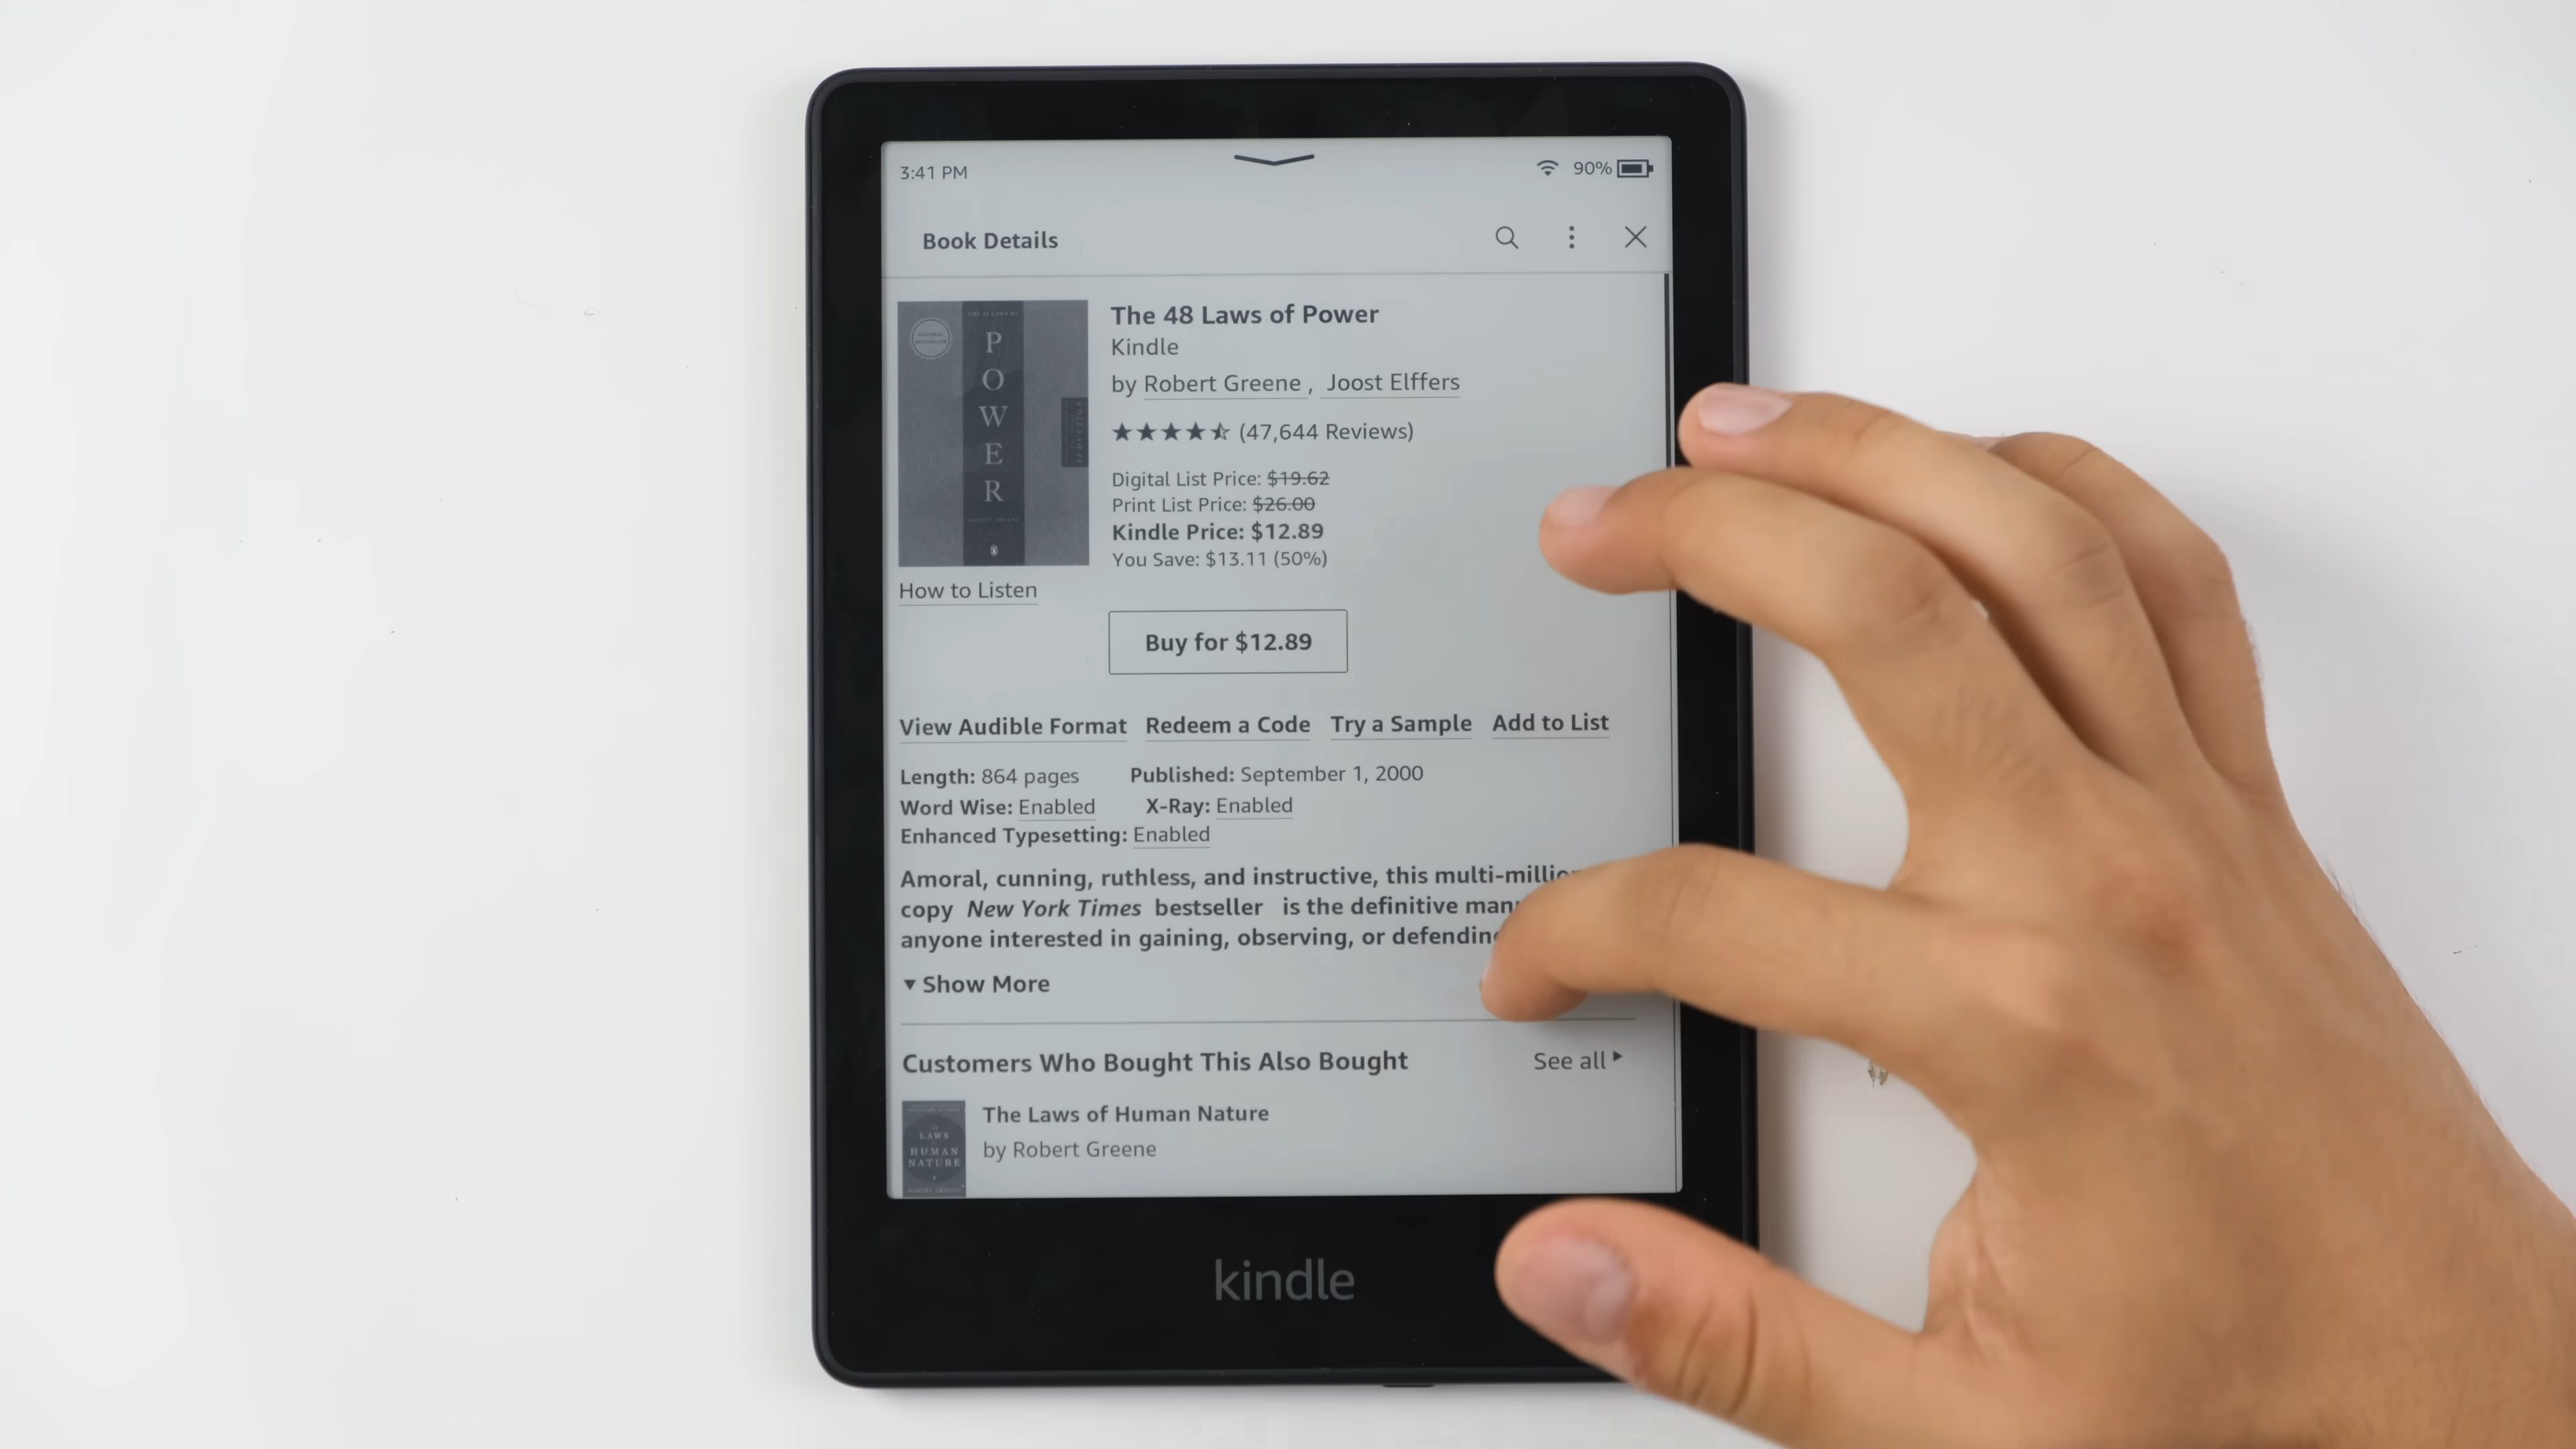 3:41 PM
90%
Book Details
P
O
W
E
R
The 48 Laws of Power
Kindle
by Robert Greene , Joost Elffers
(47,644 Reviews)
Digital List Price: $19.62
Print List Price: $26.00
Kindle Price: $12.89
You Save: $13.11 (50%)
How to Listen
Buy for $12.89
View Audible Format Redeem a Code Try a Sample Add to List
Length: 864 pages Published: September 1, 2000
Word Wise: Enabled X-Ray: Enabled
Enhanced Typesetting: Enabled
Amoral, cunning, ruthless, and instructive, this
copy New York Times bestseller is the definitive
anyone interested in gaining, observing, or
▾ Show More
Customers Who Bought This Also Bought See all ▸
LAWS
HUMAN
NATURE
The Laws of Human Nature
by Robert Greene
kindle